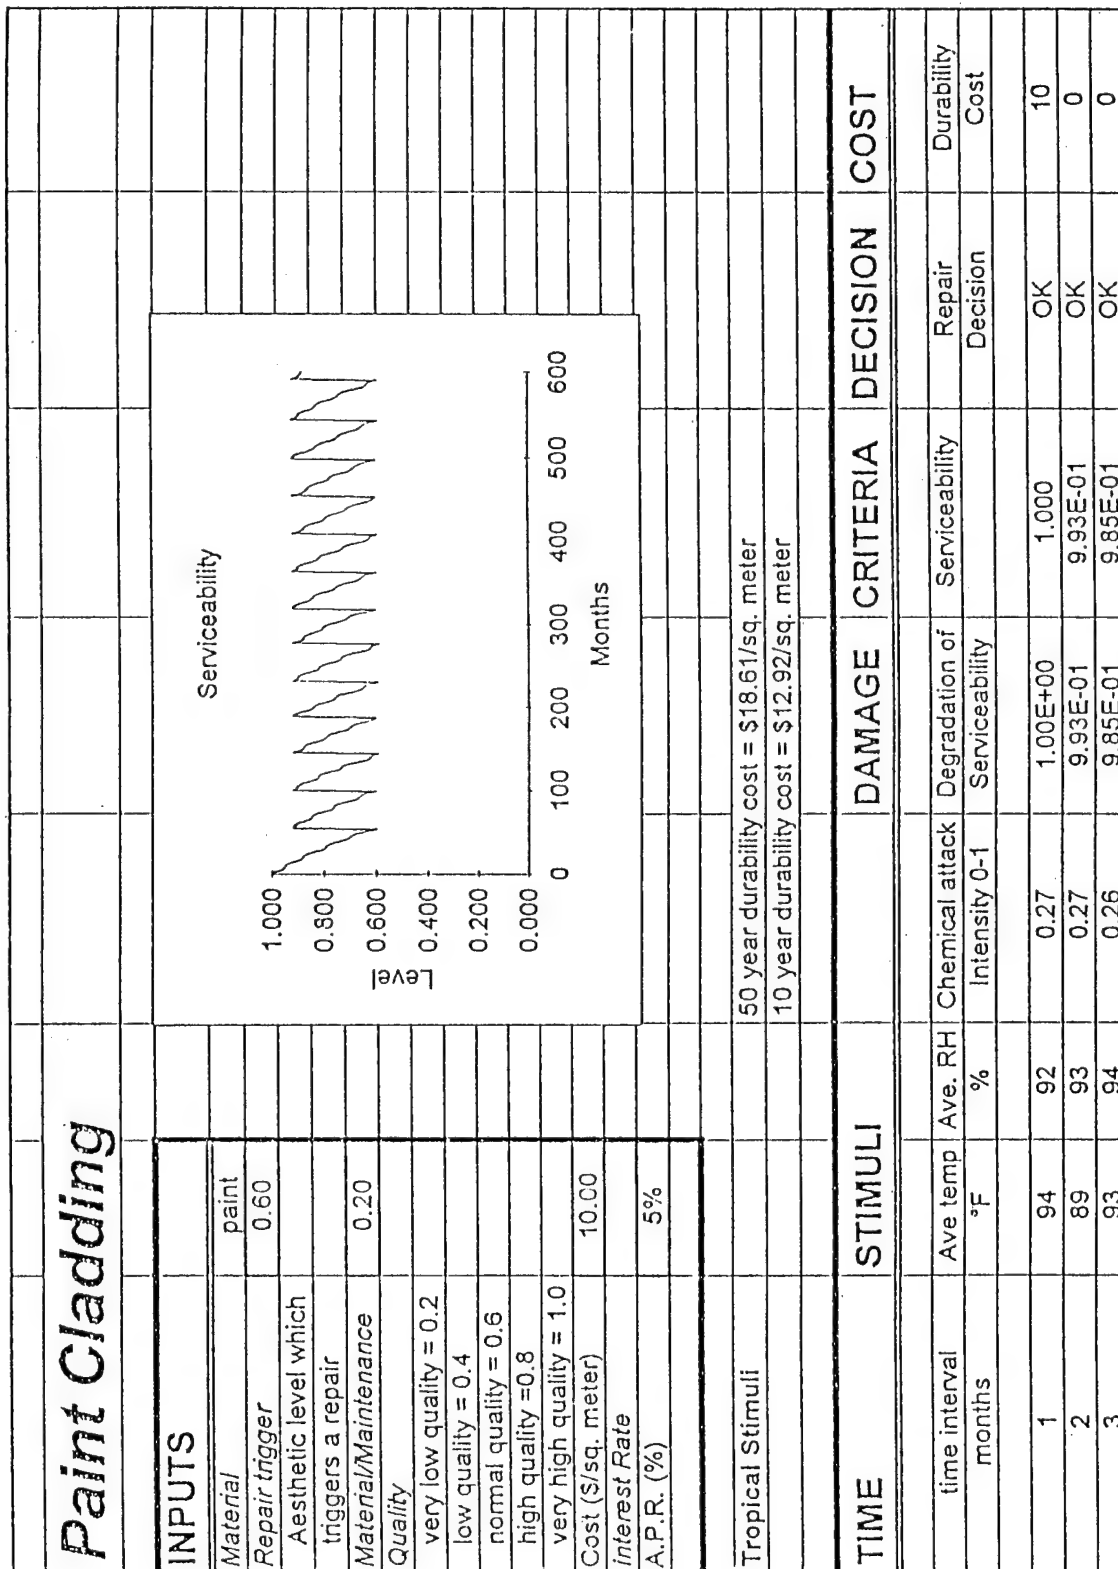 Paint Cladding
INPUTS
Material paint
Repair trigger 0.60
Aesthetic level which
triggers a repair
Material/Maintenance 0.20
Quality
very low quality = 0.2
low quality = 0.4
normal quality = 0.6
high quality =0.8
very high quality = 1.0
Cost ($/sq. meter) 10.00
interest Rate
A.P.R. (%) 5%
Serviceability
Level
1.000
0.800
0.600
0.400
0.200
0.000
0 100 200 300 400 500 600
Months
Tropical Stimuli 50 year durability cost = $18.61/sq. meter
10 year durability cost = $12.92/sq. meter
TIME STIMULI DAMAGE CRITERIA DECISION COST
time interval Ave temp Ave. RH Chemical attack Degradation of Serviceability Repair Durability
months °F % Intensity 0-1 Serviceability Decision Cost
1 94 92 0.27 1.00E+00 1.000 OK 10
2 89 93 0.27 9.93E-01 9.93E-01 OK 0
3 93 94 0.26 9.85E-01 9.85E-01 OK 0